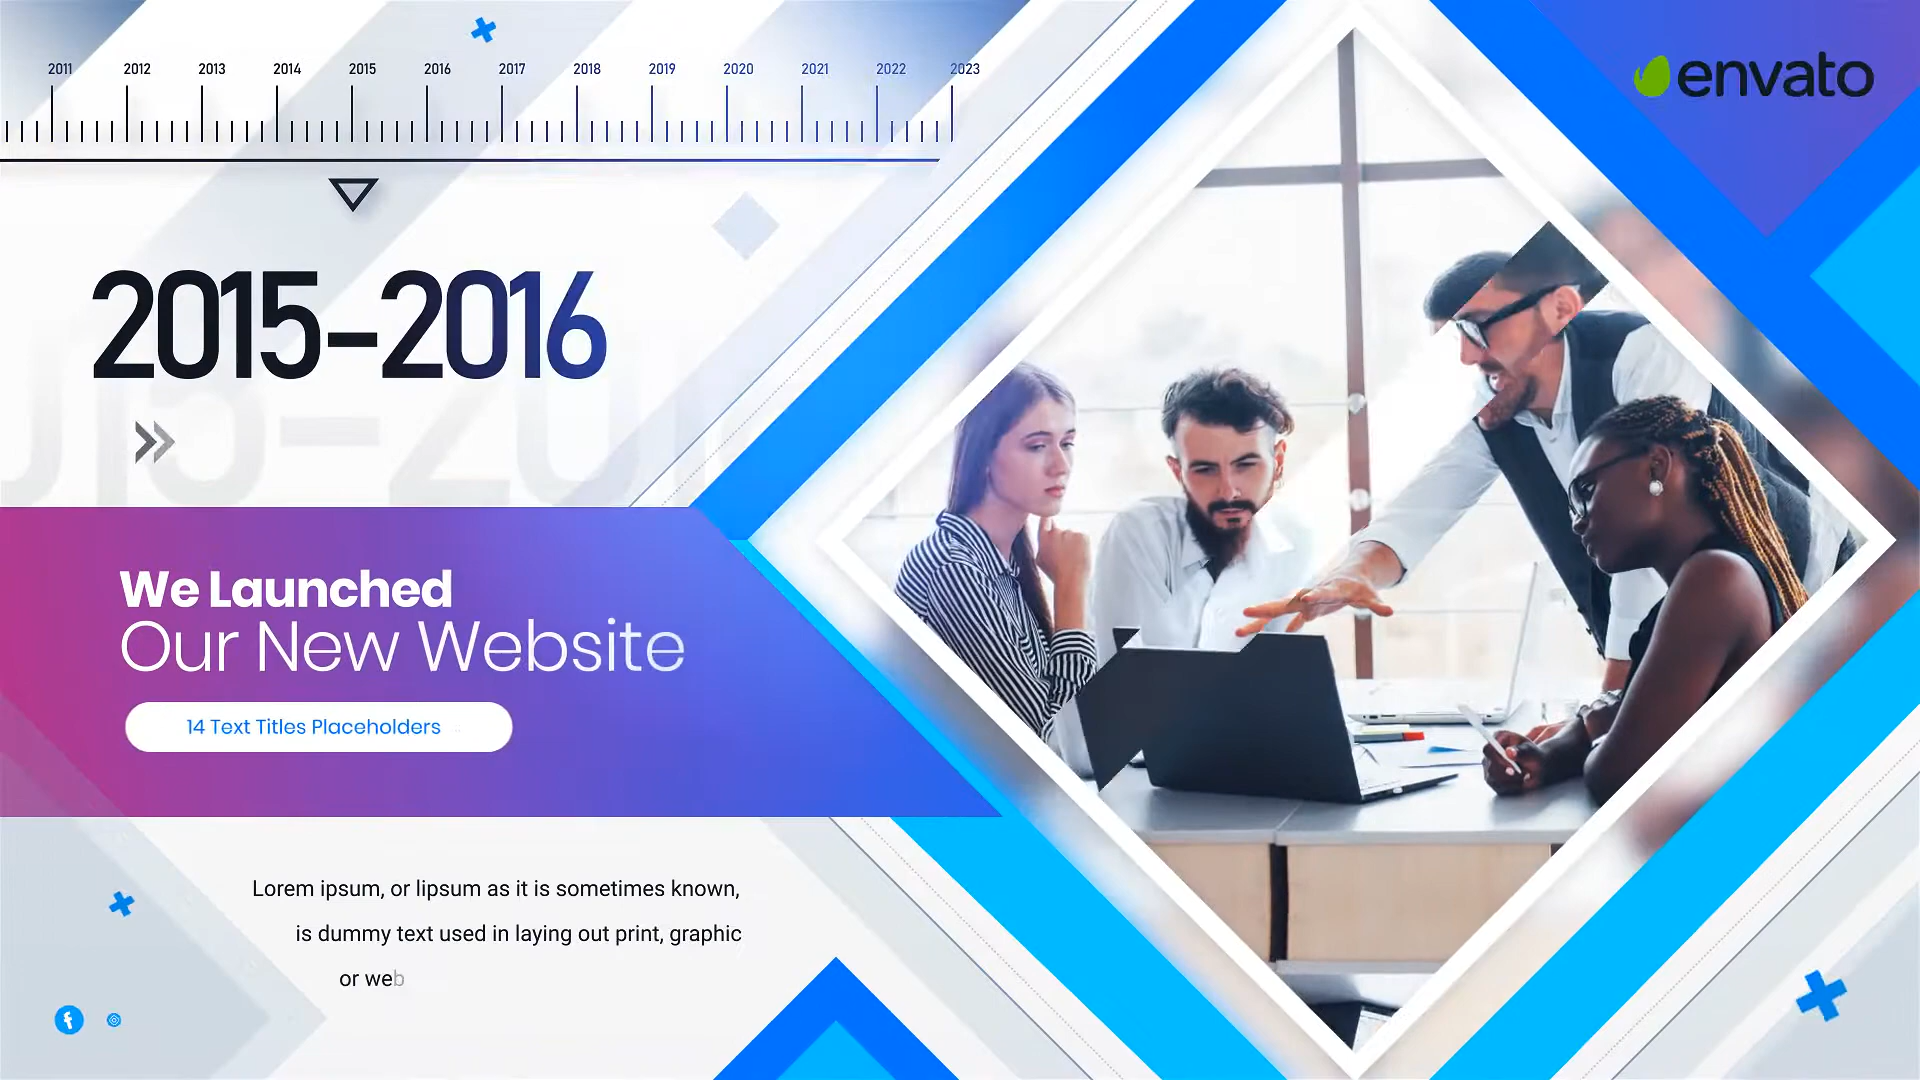 2011 2012 2013 2014 2015 2016 2017 2018 2019 2020 2021 2022 2023
envato
2015-2016
We Launched
Our New Website
14 Text Titles Placeholders
Lorem ipsum, or lipsum as it is sometimes known,
is dummy text used in laying out print, graphic
or web